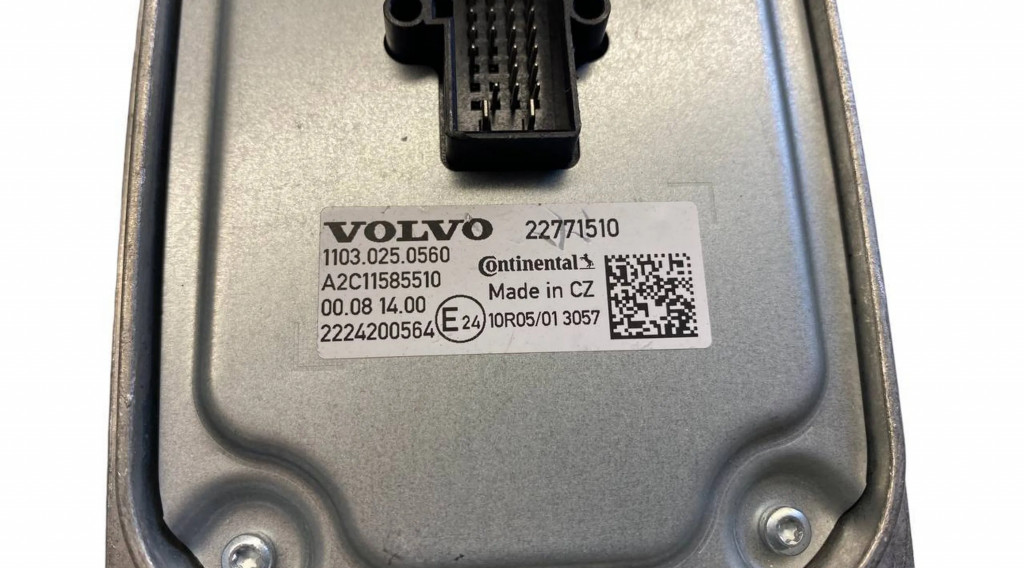 VOLVO 22771510
1103.025.0560
A2C11585510
00.08 14.00
2224200564
Continental
Made in CZ
E24 10R05/01 3057